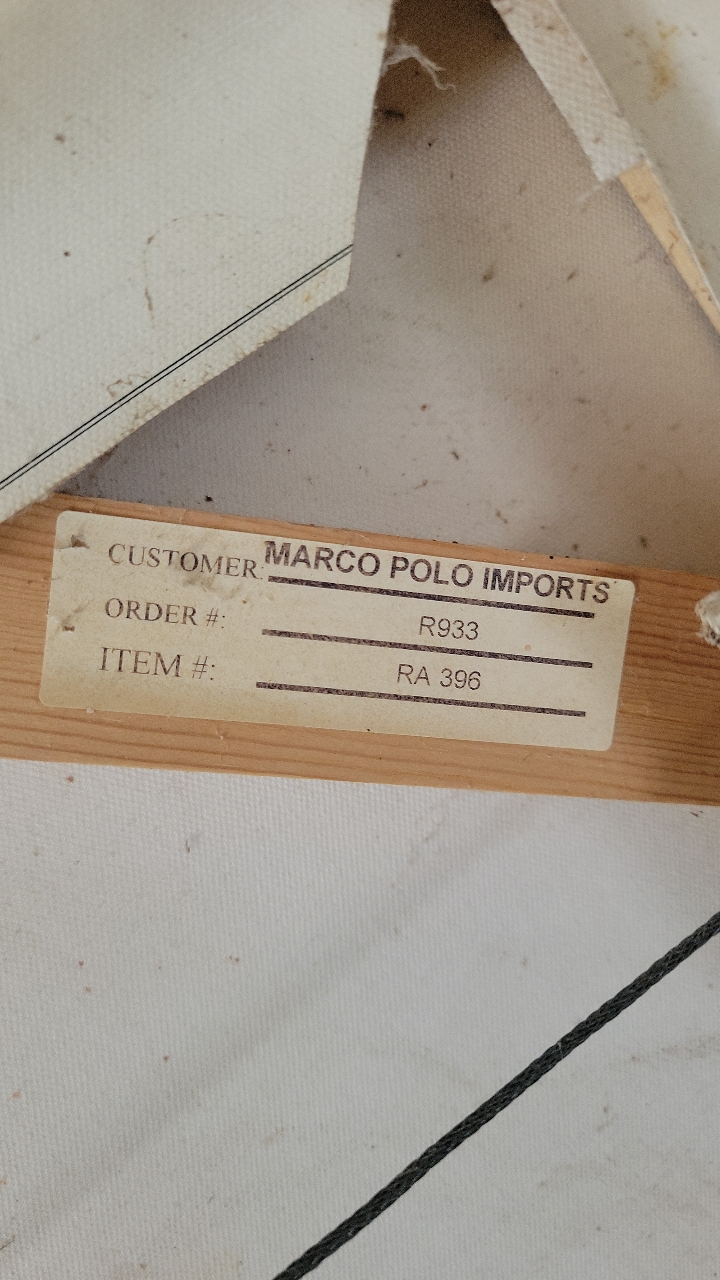 CUSTOMER: MARCO POLO IMPORTS
ORDER #: R933
ITEM #: RA 396